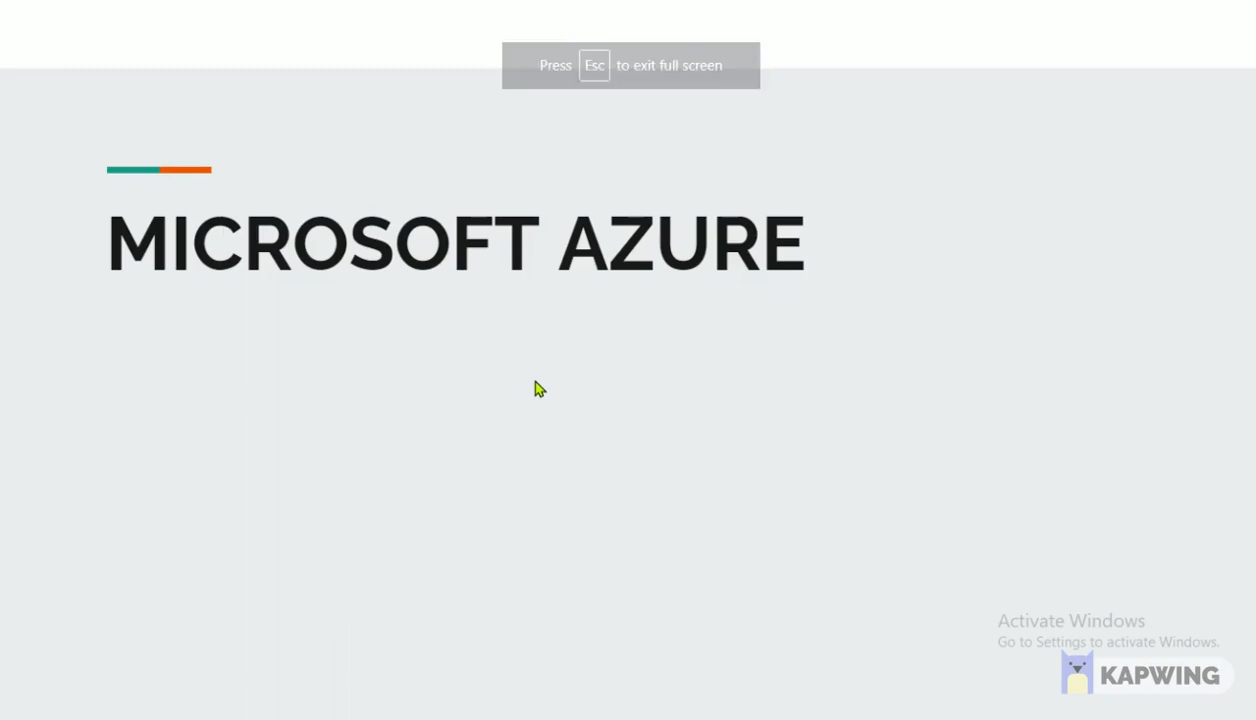 Press Esc to exit full screen
MICROSOFT AZURE
Activate Windows
Go to Settings to activate Windows.
KAPWING